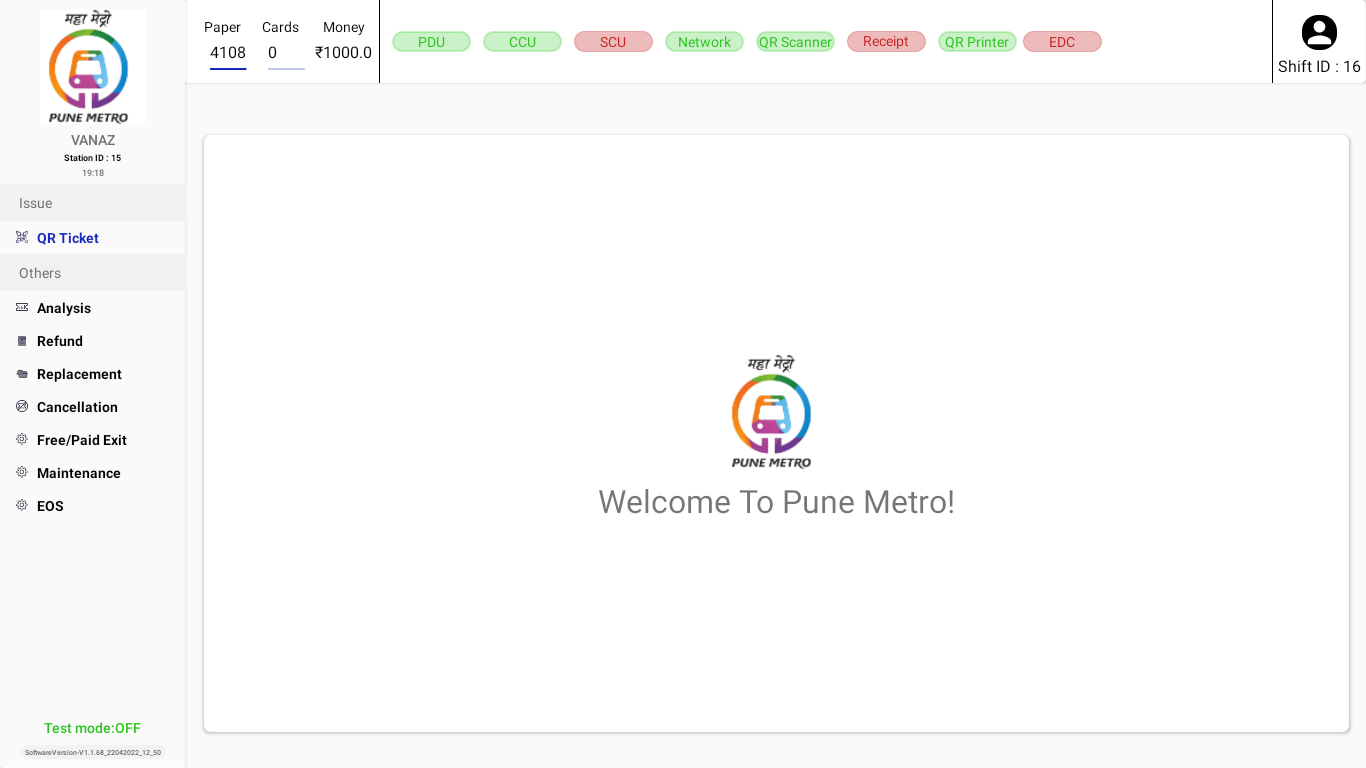 महा मेट्रो
PUNE METRO
VANAZ
Station ID : 15
19:18
Issue
QR Ticket
Others
Analysis
Refund
Replacement
Cancellation
Free/Paid Exit
Maintenance
EOS
Test mode:OFF
SoftwareVersion-V1.1.68_22042022_12_50
Paper Cards Money
4108 0 ₹1000.0
PDU CCU SCU Network QR Scanner Receipt QR Printer EDC
Shift ID : 16
महा मेट्रो
PUNE METRO
Welcome To Pune Metro!